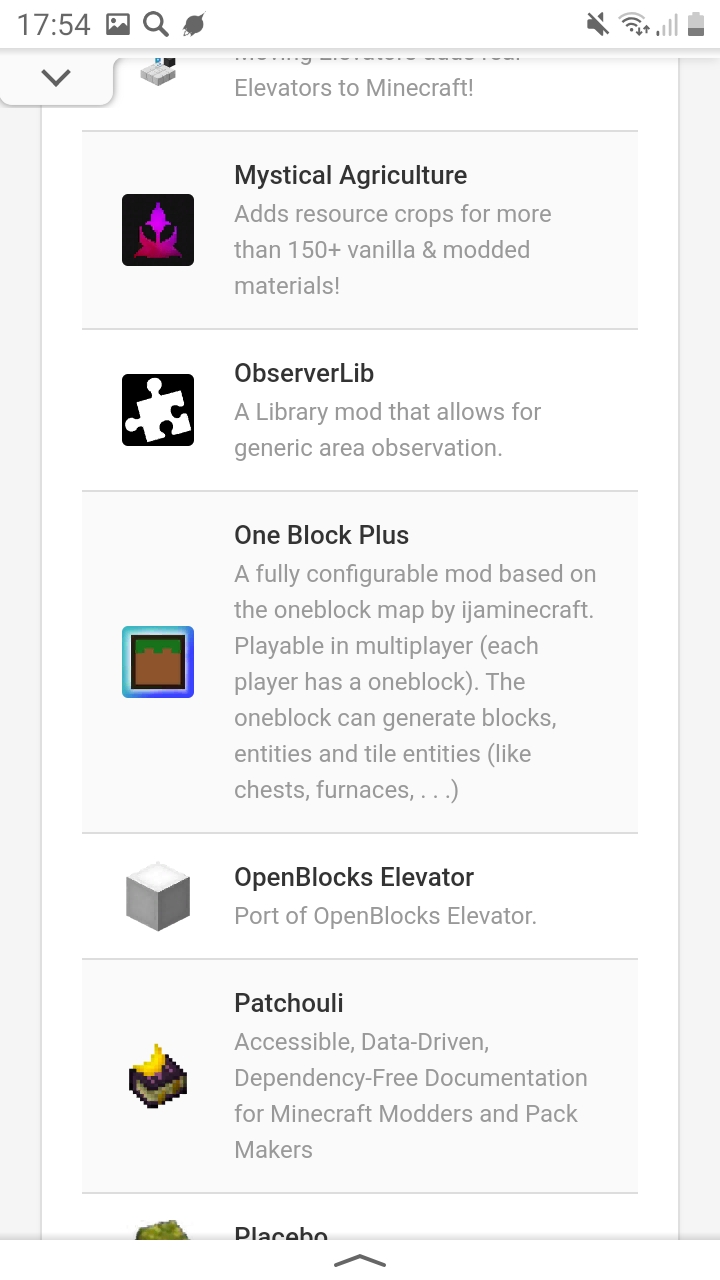 17:54
Moving Elevators adds real
Elevators to Minecraft!
Mystical Agriculture
Adds resource crops for more
than 150+ vanilla & modded
materials!
ObserverLib
A Library mod that allows for
generic area observation.
One Block Plus
A fully configurable mod based on
the oneblock map by ijaminecraft.
Playable in multiplayer (each
player has a oneblock). The
oneblock can generate blocks,
entities and tile entities (like
chests, furnaces, . . .)
OpenBlocks Elevator
Port of OpenBlocks Elevator.
Patchouli
Accessible, Data-Driven,
Dependency-Free Documentation
for Minecraft Modders and Pack
Makers
Placebo